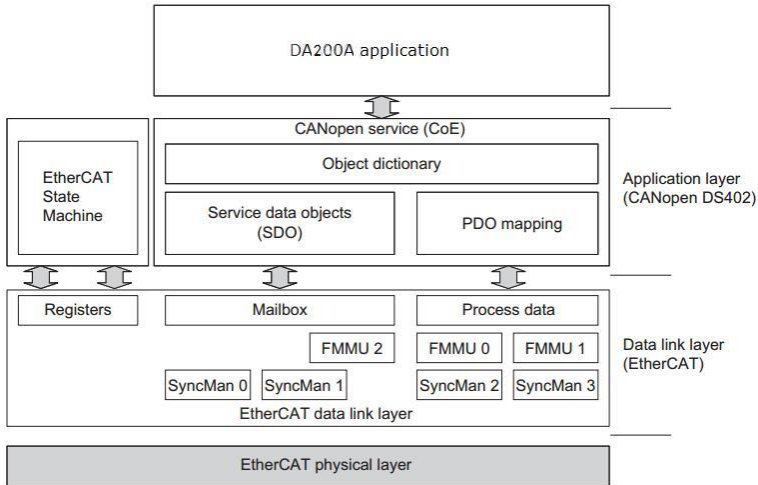 DA200A application
CANopen service (CoE)
Object dictionary
EtherCAT
State
Machine
Service data objects
(SDO)
PDO mapping
Application layer
(CANopen DS402)
Registers
Mailbox
Process data
FMMU 2
FMMU 0
FMMU 1
Data link layer
(EtherCAT)
SyncMan 0
SyncMan 1
SyncMan 2
SyncMan 3
EtherCAT data link layer
EtherCAT physical layer